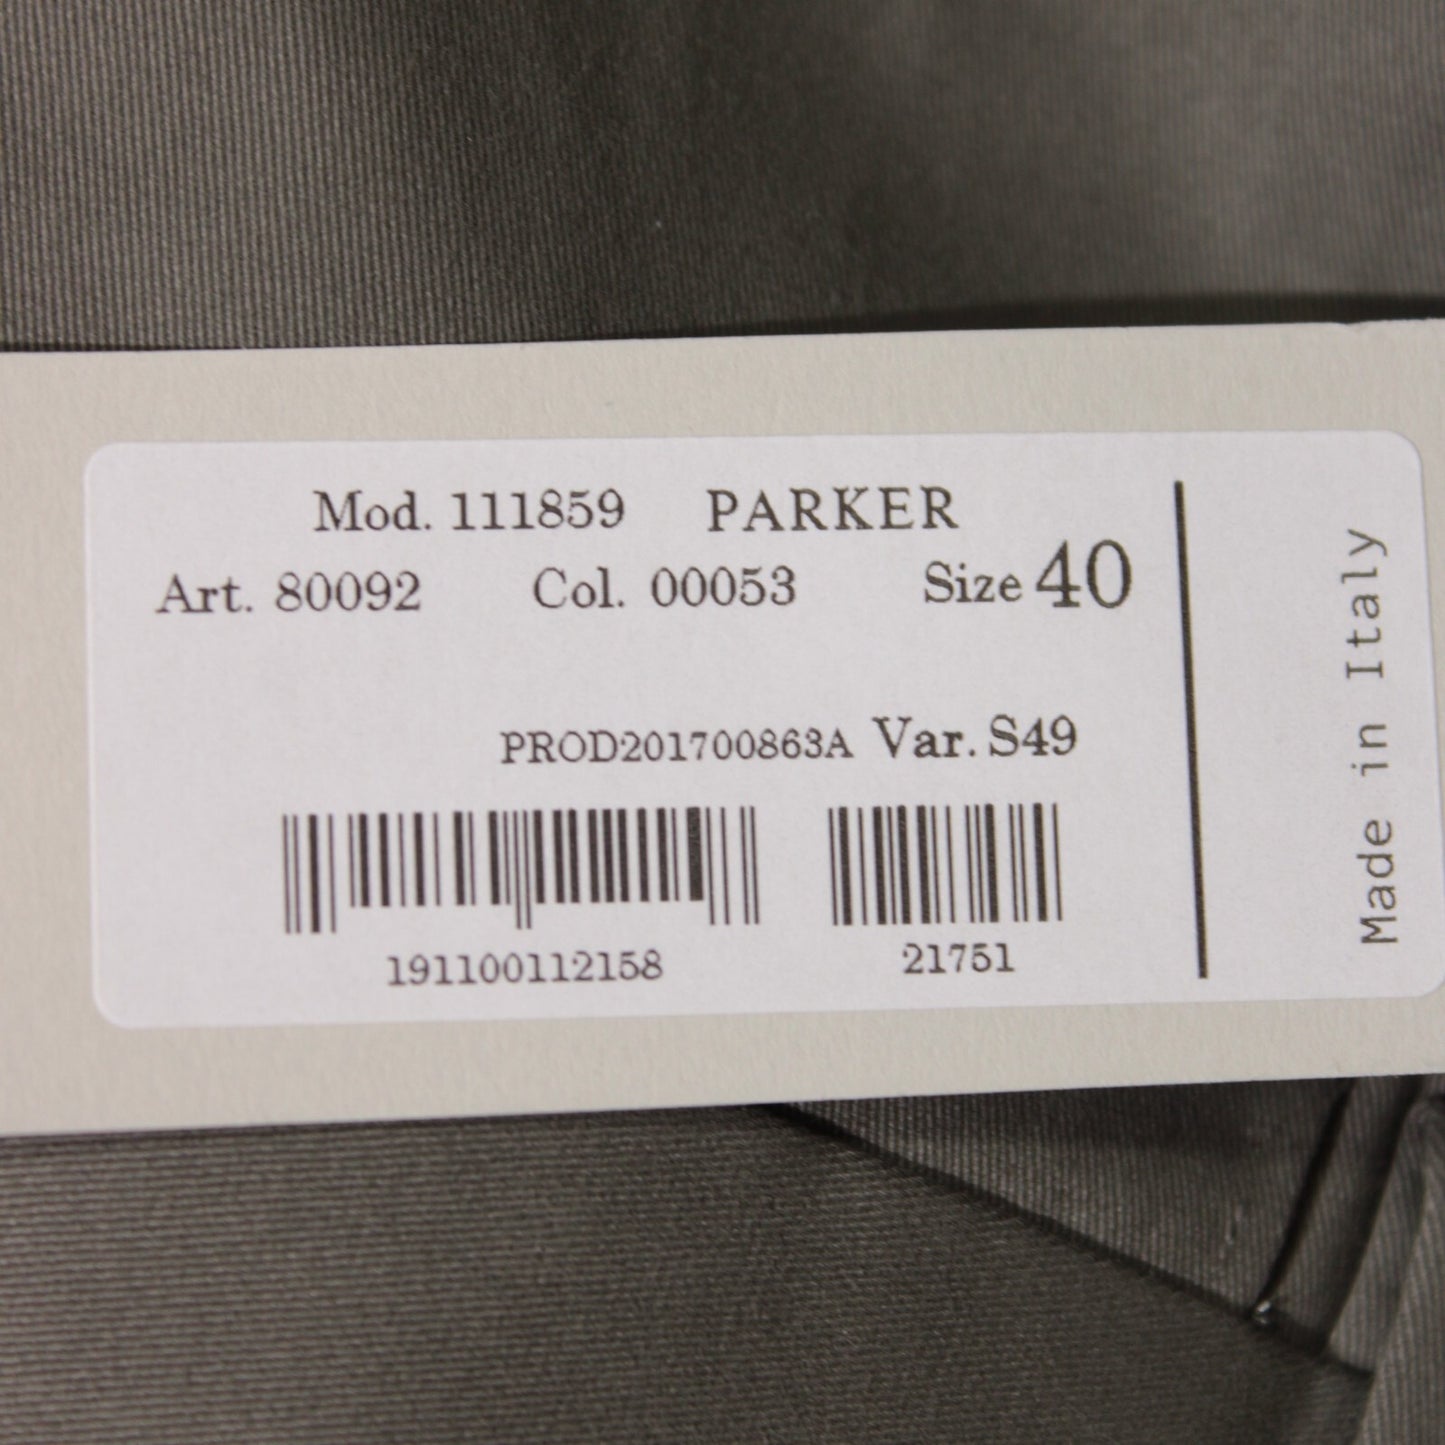 Mod. 111859 PARKER
Art. 80092 Col. 00053 Size 40
PROD201700863A Var. S49
191100112158 21751
Made in Italy